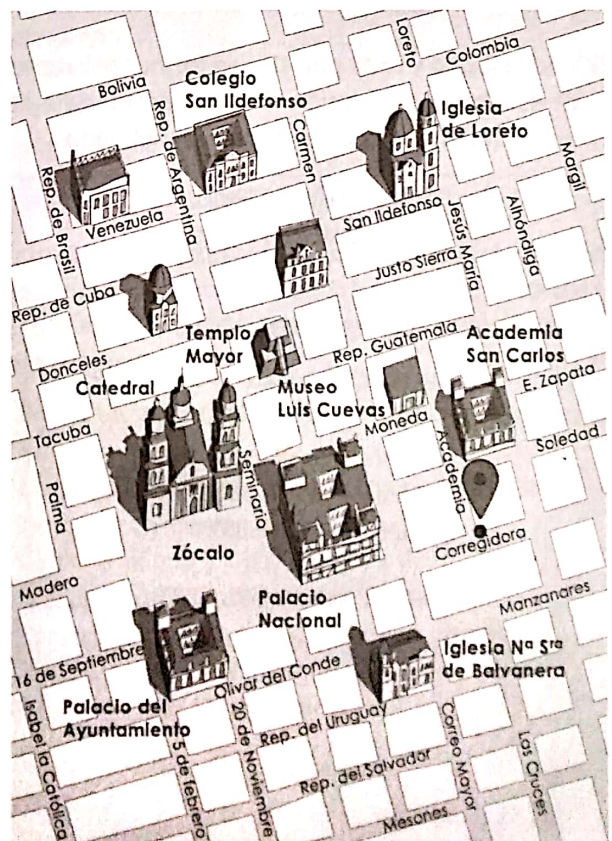 Loreto
Colombia
Bolivia
Colegio
San Ildefonso
Rep. de Argentina
Carmen
Iglesia
de Loreto
Margil
Rep. de Brasil
Venezuela
San Ildefonso
Jesús María
Alhóndiga
Justo Sierra
Rep. de Cuba
Templo
Mayor
Rep. Guatemala
Academia
San Carlos
Donceles
Catedral
Museo
Luis Cuevas
E. Zapata
Tacuba
Moneda
Academia
Soledad
Seminario
Palma
Zócalo
Corregidora
Madero
Palacio
Nacional
Manzanares
16 de Septiembre
Olivar del Conde
Iglesia Nª Sra
de Balvanera
Palacio del
Ayuntamiento
Isabel la Católica
5 de febrero
20 de Noviembre
Rep. del Uruguay
Correo Mayor
Las Cruces
Rep. del Salvador
Mesones